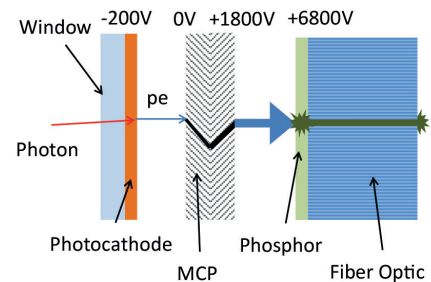 -200V 0V +1800V +6800V
Window
pe
Photon
Photocathode
MCP
Phosphor
Fiber Optic